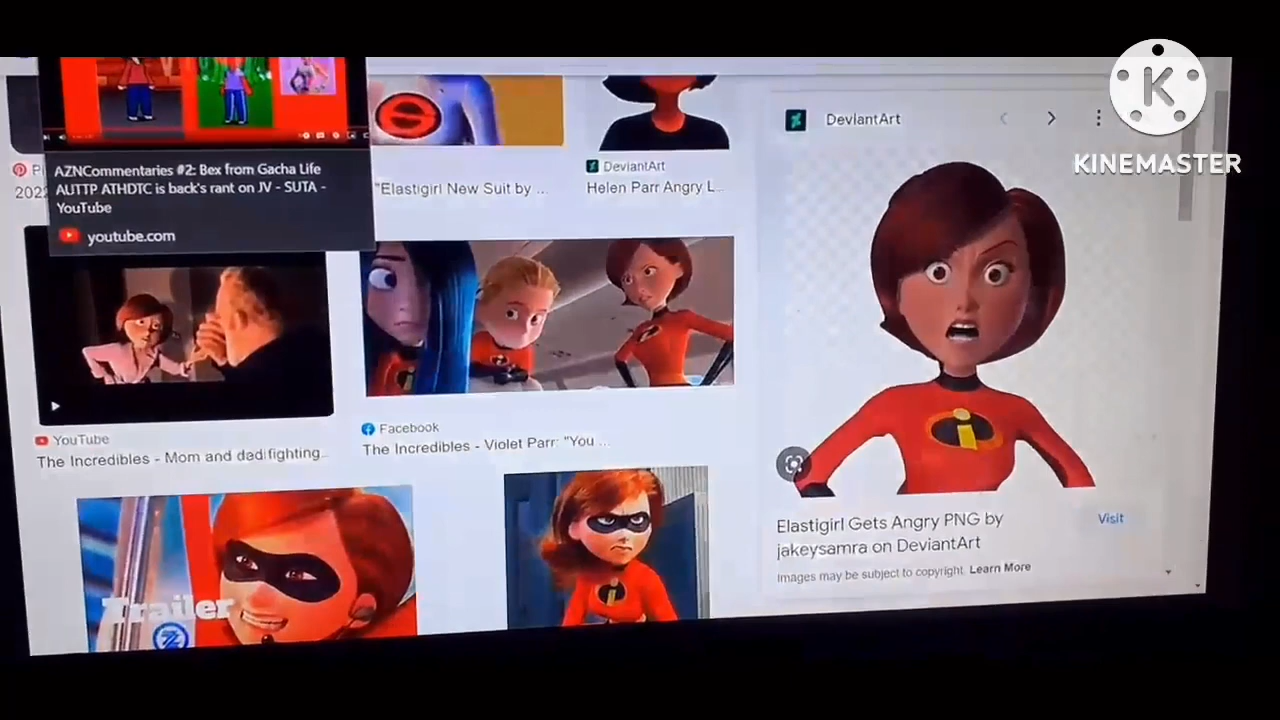 K
KINEMASTER
AZNCommentaries #2: Bex from Gacha Life
AUTTP ATHDTC is back's rant on JV - SUTA -
YouTube
youtube.com
"Elastigirl New Suit by ...
DeviantArt
Helen Parr Angry L...
DeviantArt
YouTube
The Incredibles - Mom and dad fighting...
Facebook
The Incredibles - Violet Parr: "You ...
Elastigirl Gets Angry PNG by
jakeysamra on DeviantArt
Visit
Images may be subject to copyright. Learn More
Trailer